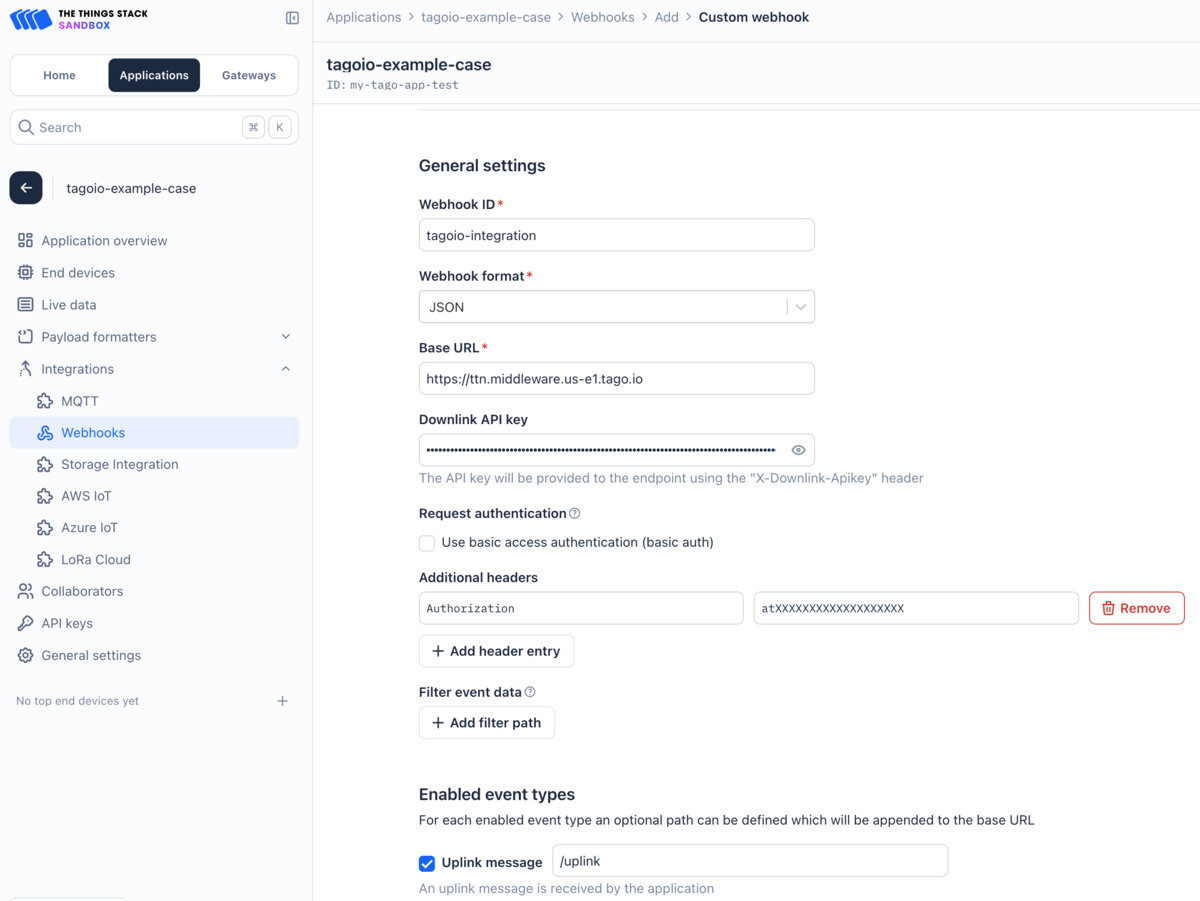 THE THINGS STACK
SANDBOX
Applications > tagoio-example-case > Webhooks > Add > Custom webhook
Home
Applications
Gateways
tagoio-example-case
ID: my-tago-app-test
Search
⌘ K
tagoio-example-case
Application overview
End devices
Live data
Payload formatters
Integrations
MQTT
Webhooks
Storage Integration
AWS IoT
Azure IoT
LoRa Cloud
Collaborators
API keys
General settings
No top end devices yet +
General settings
Webhook ID*
tagoio-integration
Webhook format*
JSON
Base URL*
https://ttn.middleware.us-e1.tago.io
Downlink API key
The API key will be provided to the endpoint using the "X-Downlink-Apikey" header
Request authentication
Use basic access authentication (basic auth)
Additional headers
Authorization
atXXXXXXXXXXXXXXXXXXX
Remove
+ Add header entry
Filter event data
+ Add filter path
Enabled event types
For each enabled event type an optional path can be defined which will be appended to the base URL
Uplink message
/uplink
An uplink message is received by the application